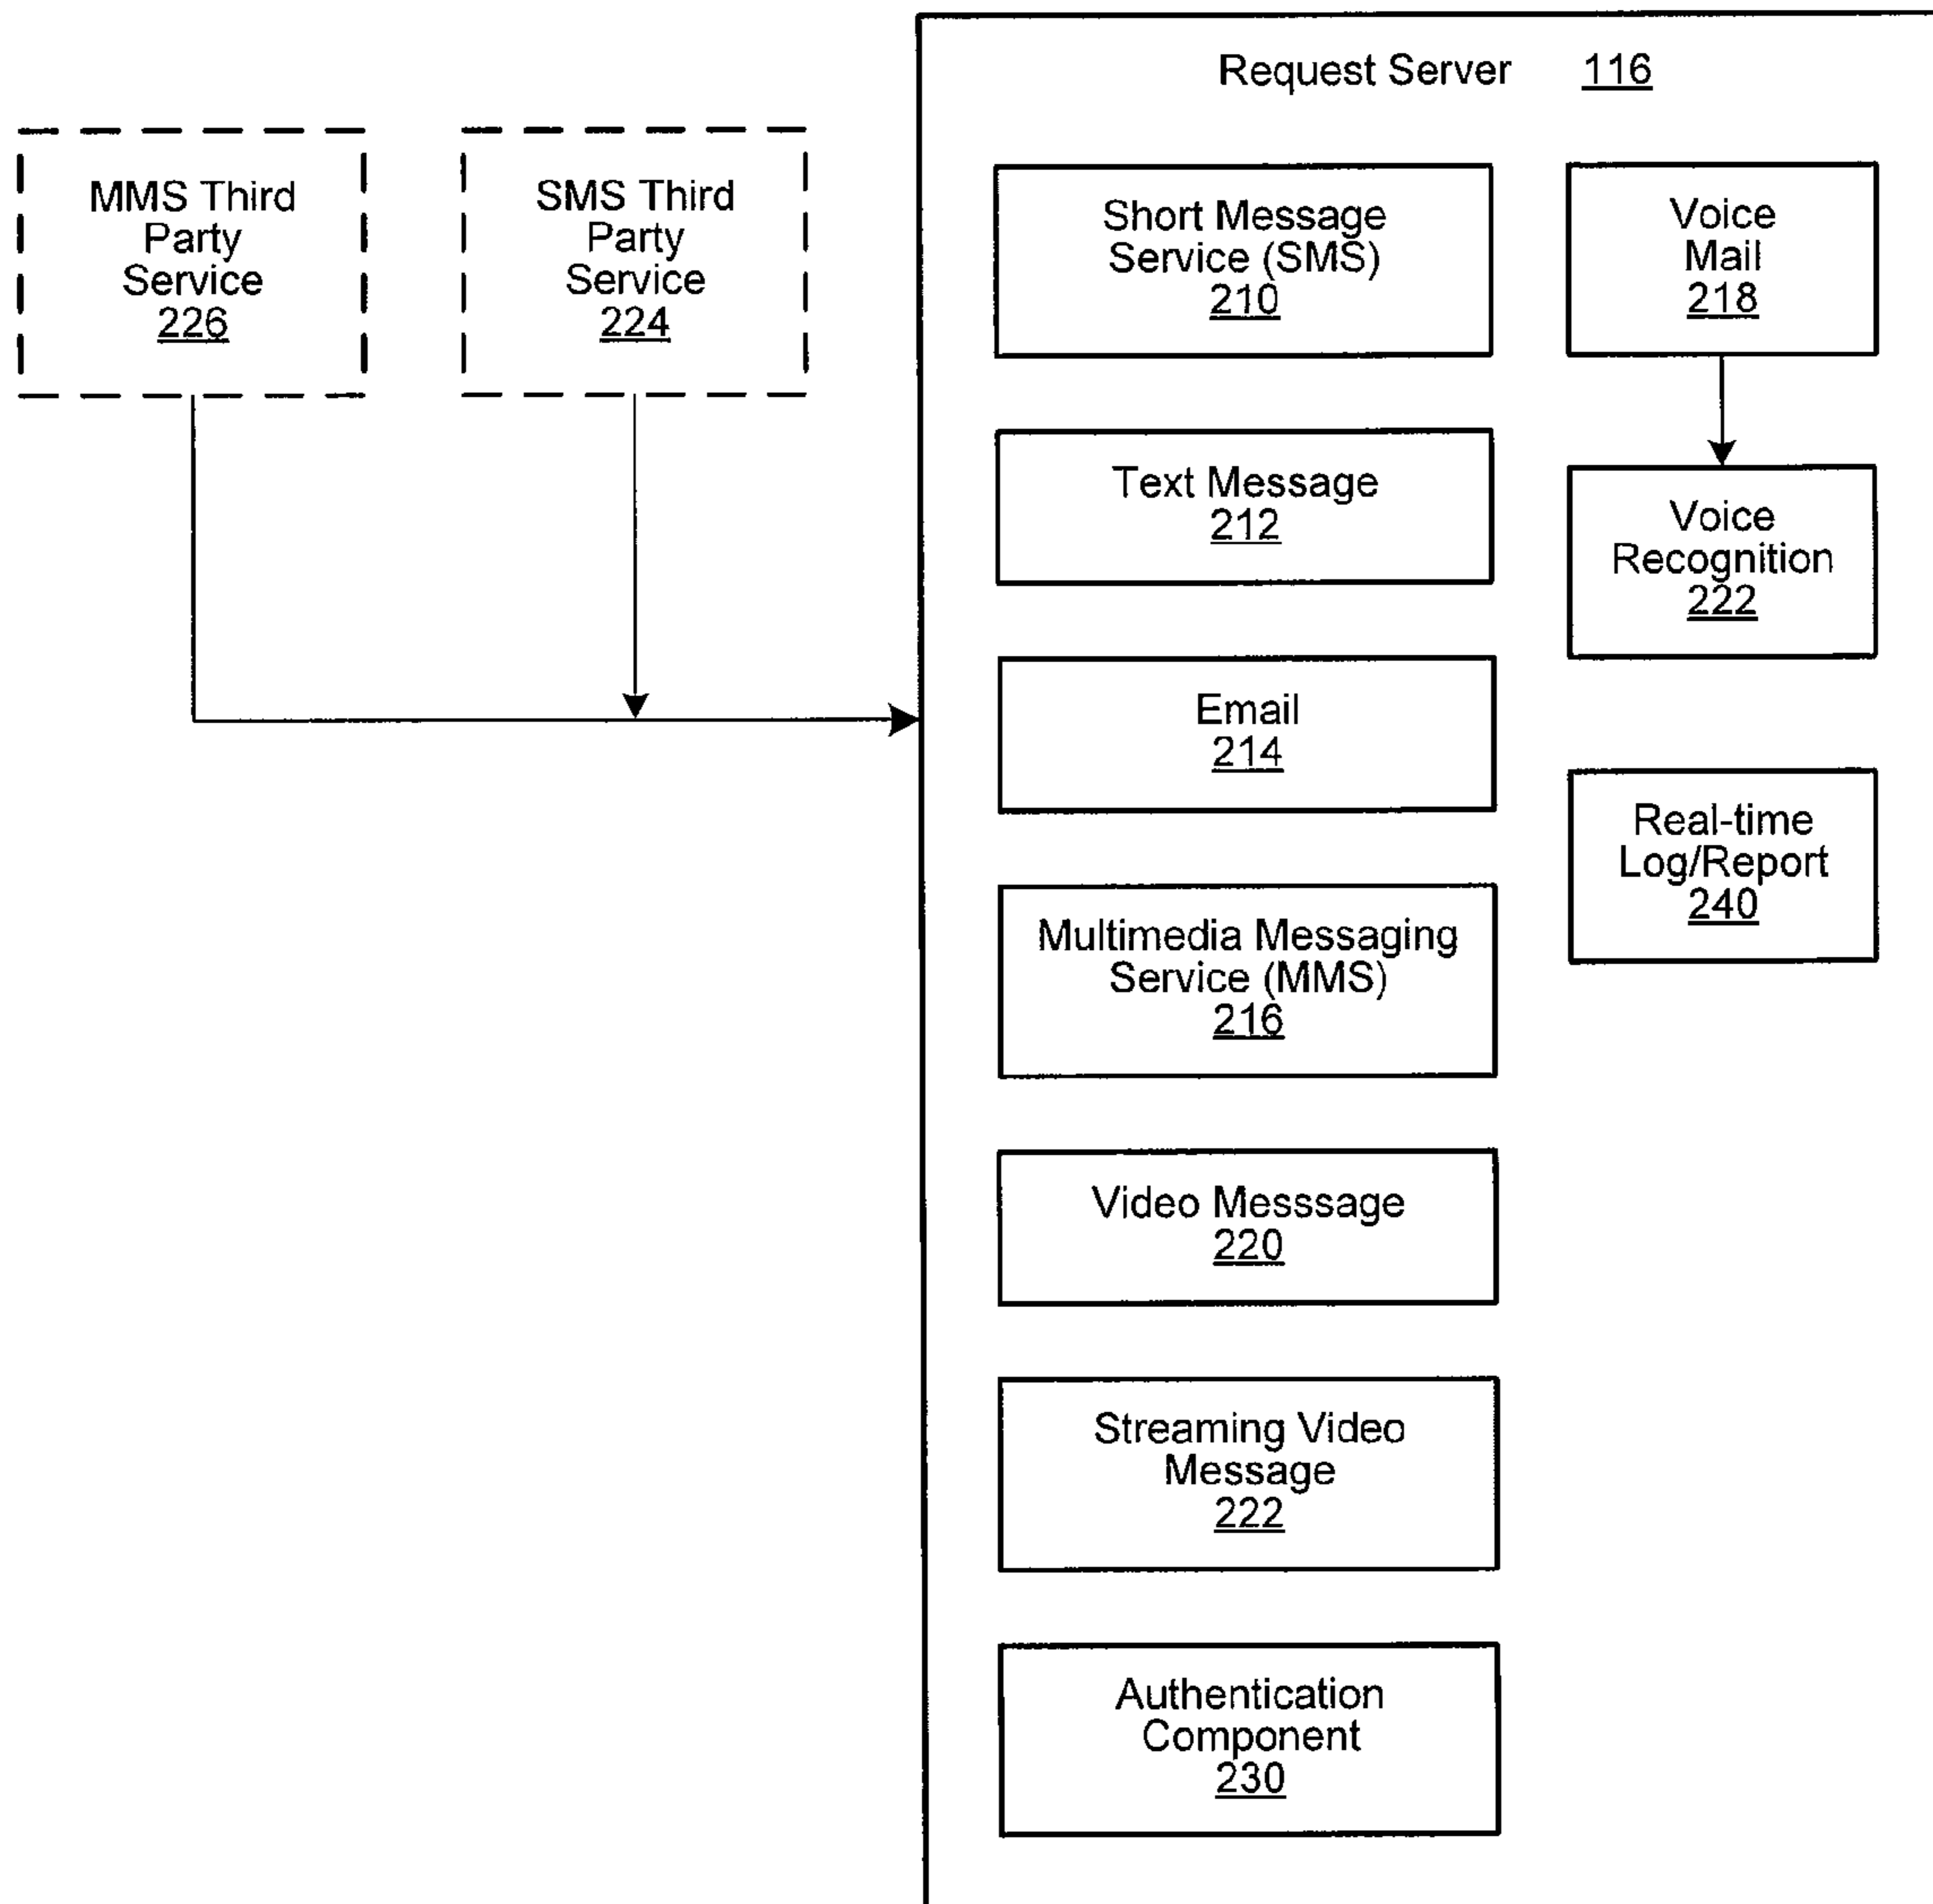 Request Server 116
MMS Third
Party
Service
226
SMS Third
Party
Service
224
Short Message
Service (SMS)
210
Voice
Mail
218
Text Message
212
Voice
Recognition
222
Email
214
Real-time
Log/Report
240
Multimedia Messaging
Service (MMS)
216
Video Messsage
220
Streaming Video
Message
222
Authentication
Component
230